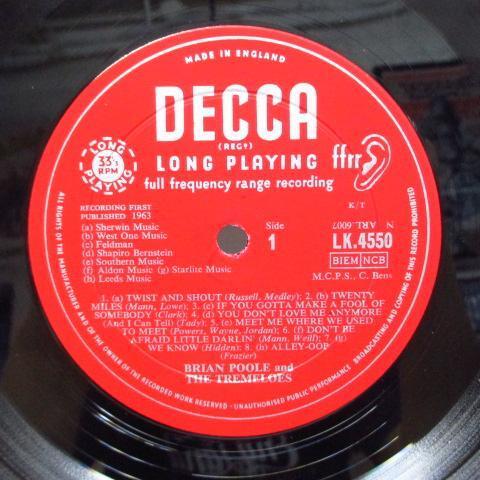 MADE IN ENGLAND
DECCA
(REGD)
LONG PLAYING ffrr
full frequency range recording
LONG PLAYING
33⅓
RPM
RECORDING FIRST
PUBLISHED 1963
(a) Sherwin Music
(b) West One Music
(c) Feldman
(d) Shapiro Bernstein
(e) Southern Music
(f) Aldon Music (g) Starlite Music
(h) Leeds Music
Side
1
K/T
ARL.6007
LK.4550
BIEM NCB
M.C.P.S., C. Bens
1. (a) TWIST AND SHOUT (Russell, Medley); 2. (b) TWENTY
MILES (Mann, Lowe); 3. (c) IF YOU GOTTA MAKE A FOOL OF
SOMEBODY (Clark); 4. (d) YOU DON'T LOVE ME ANYMORE
(And I Can Tell) (Tady); 5. (e) MEET ME WHERE WE USED
TO MEET (Powers, Wayne, Jordan); 6. (f) DON'T BE
AFRAID LITTLE DARLIN' (Mann, Weill); 7. (g)
WE KNOW (Hidden); 8. (h) ALLEY-OOP
(Frazier)
BRIAN POOLE and
THE TREMELOES
ALL RIGHTS OF THE MANUFACTURER AND OF THE OWNER OF THE RECORDED WORK RESERVED - UNAUTHORISED PUBLIC PERFORMANCE, BROADCASTING AND COPYING OF THIS RECORD PROHIBITED